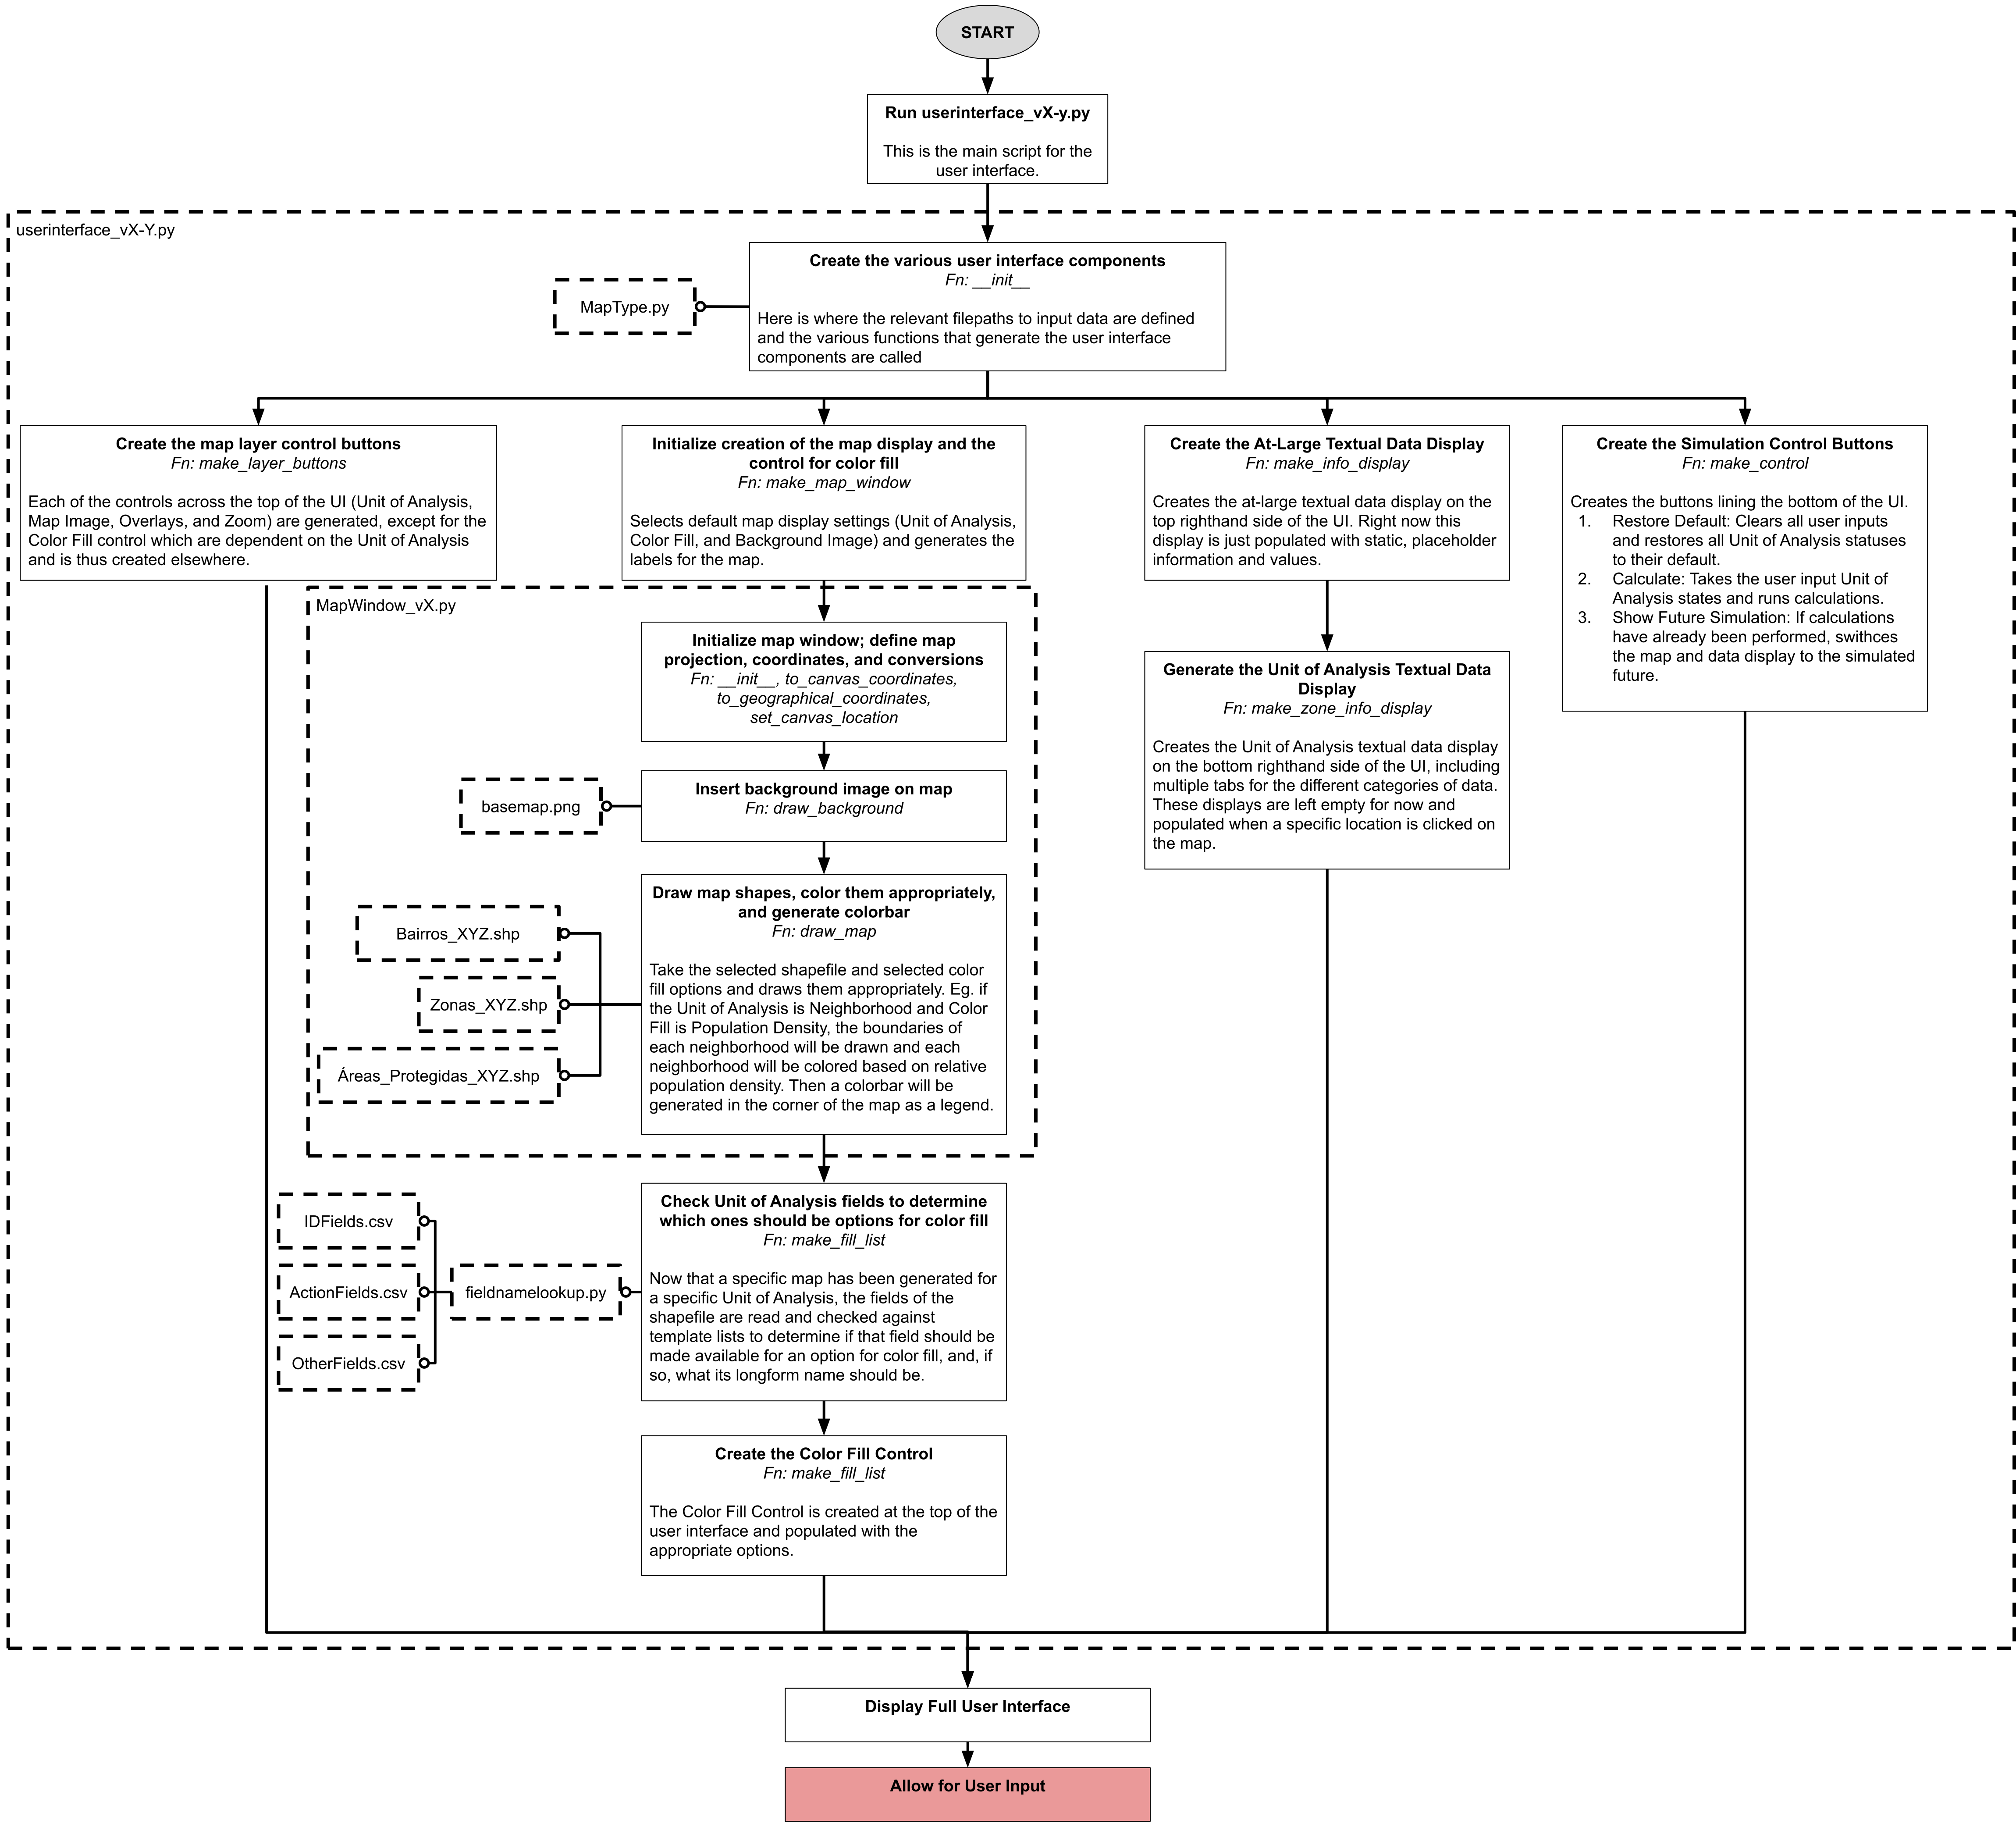 START
Run userinterface_vX-y.py
This is the main script for the
user interface.
userinterface_vX-Y.py
Create the various user interface components
Fn: __init__
Here is where the relevant filepaths to input data are defined
and the various functions that generate the user interface
components are called
MapType.py
Create the map layer control buttons
Fn: make_layer_buttons
Each of the controls across the top of the UI (Unit of Analysis,
Map Image, Overlays, and Zoom) are generated, except for the
Color Fill control which are dependent on the Unit of Analysis
and is thus created elsewhere.
Initialize creation of the map display and the
control for color fill
Fn: make_map_window
Selects default map display settings (Unit of Analysis,
Color Fill, and Background Image) and generates the
labels for the map.
MapWindow_vX.py
Initialize map window; define map
projection, coordinates, and conversions
Fn: __init__, to_canvas_coordinates,
to_geographical_coordinates,
set_canvas_location
Insert background image on map
Fn: draw_background
basemap.png
Draw map shapes, color them appropriately,
and generate colorbar
Fn: draw_map
Take the selected shapefile and selected color
fill options and draws them appropriately. Eg. if
the Unit of Analysis is Neighborhood and Color
Fill is Population Density, the boundaries of
each neighborhood will be drawn and each
neighborhood will be colored based on relative
population density. Then a colorbar will be
generated in the corner of the map as a legend.
Bairros_XYZ.shp
Zonas_XYZ.shp
Áreas_Protegidas_XYZ.shp
Check Unit of Analysis fields to determine
which ones should be options for color fill
Fn: make_fill_list
Now that a specific map has been generated for
a specific Unit of Analysis, the fields of the
shapefile are read and checked against
template lists to determine if that field should be
made available for an option for color fill, and, if
so, what its longform name should be.
IDFields.csv
ActionFields.csv
OtherFields.csv
fieldnamelookup.py
Create the Color Fill Control
Fn: make_fill_list
The Color Fill Control is created at the top of the
user interface and populated with the
appropriate options.
Create the At-Large Textual Data Display
Fn: make_info_display
Creates the at-large textual data display on the
top righthand side of the UI. Right now this
display is just populated with static, placeholder
information and values.
Generate the Unit of Analysis Textual Data
Display
Fn: make_zone_info_display
Creates the Unit of Analysis textual data display
on the bottom righthand side of the UI, including
multiple tabs for the different categories of data.
These displays are left empty for now and
populated when a specific location is clicked on
the map.
Create the Simulation Control Buttons
Fn: make_control
Creates the buttons lining the bottom of the UI.
1. Restore Default: Clears all user inputs
and restores all Unit of Analysis statuses
to their default.
2. Calculate: Takes the user input Unit of
Analysis states and runs calculations.
3. Show Future Simulation: If calculations
have already been performed, swithces
the map and data display to the simulated
future.
Display Full User Interface
Allow for User Input